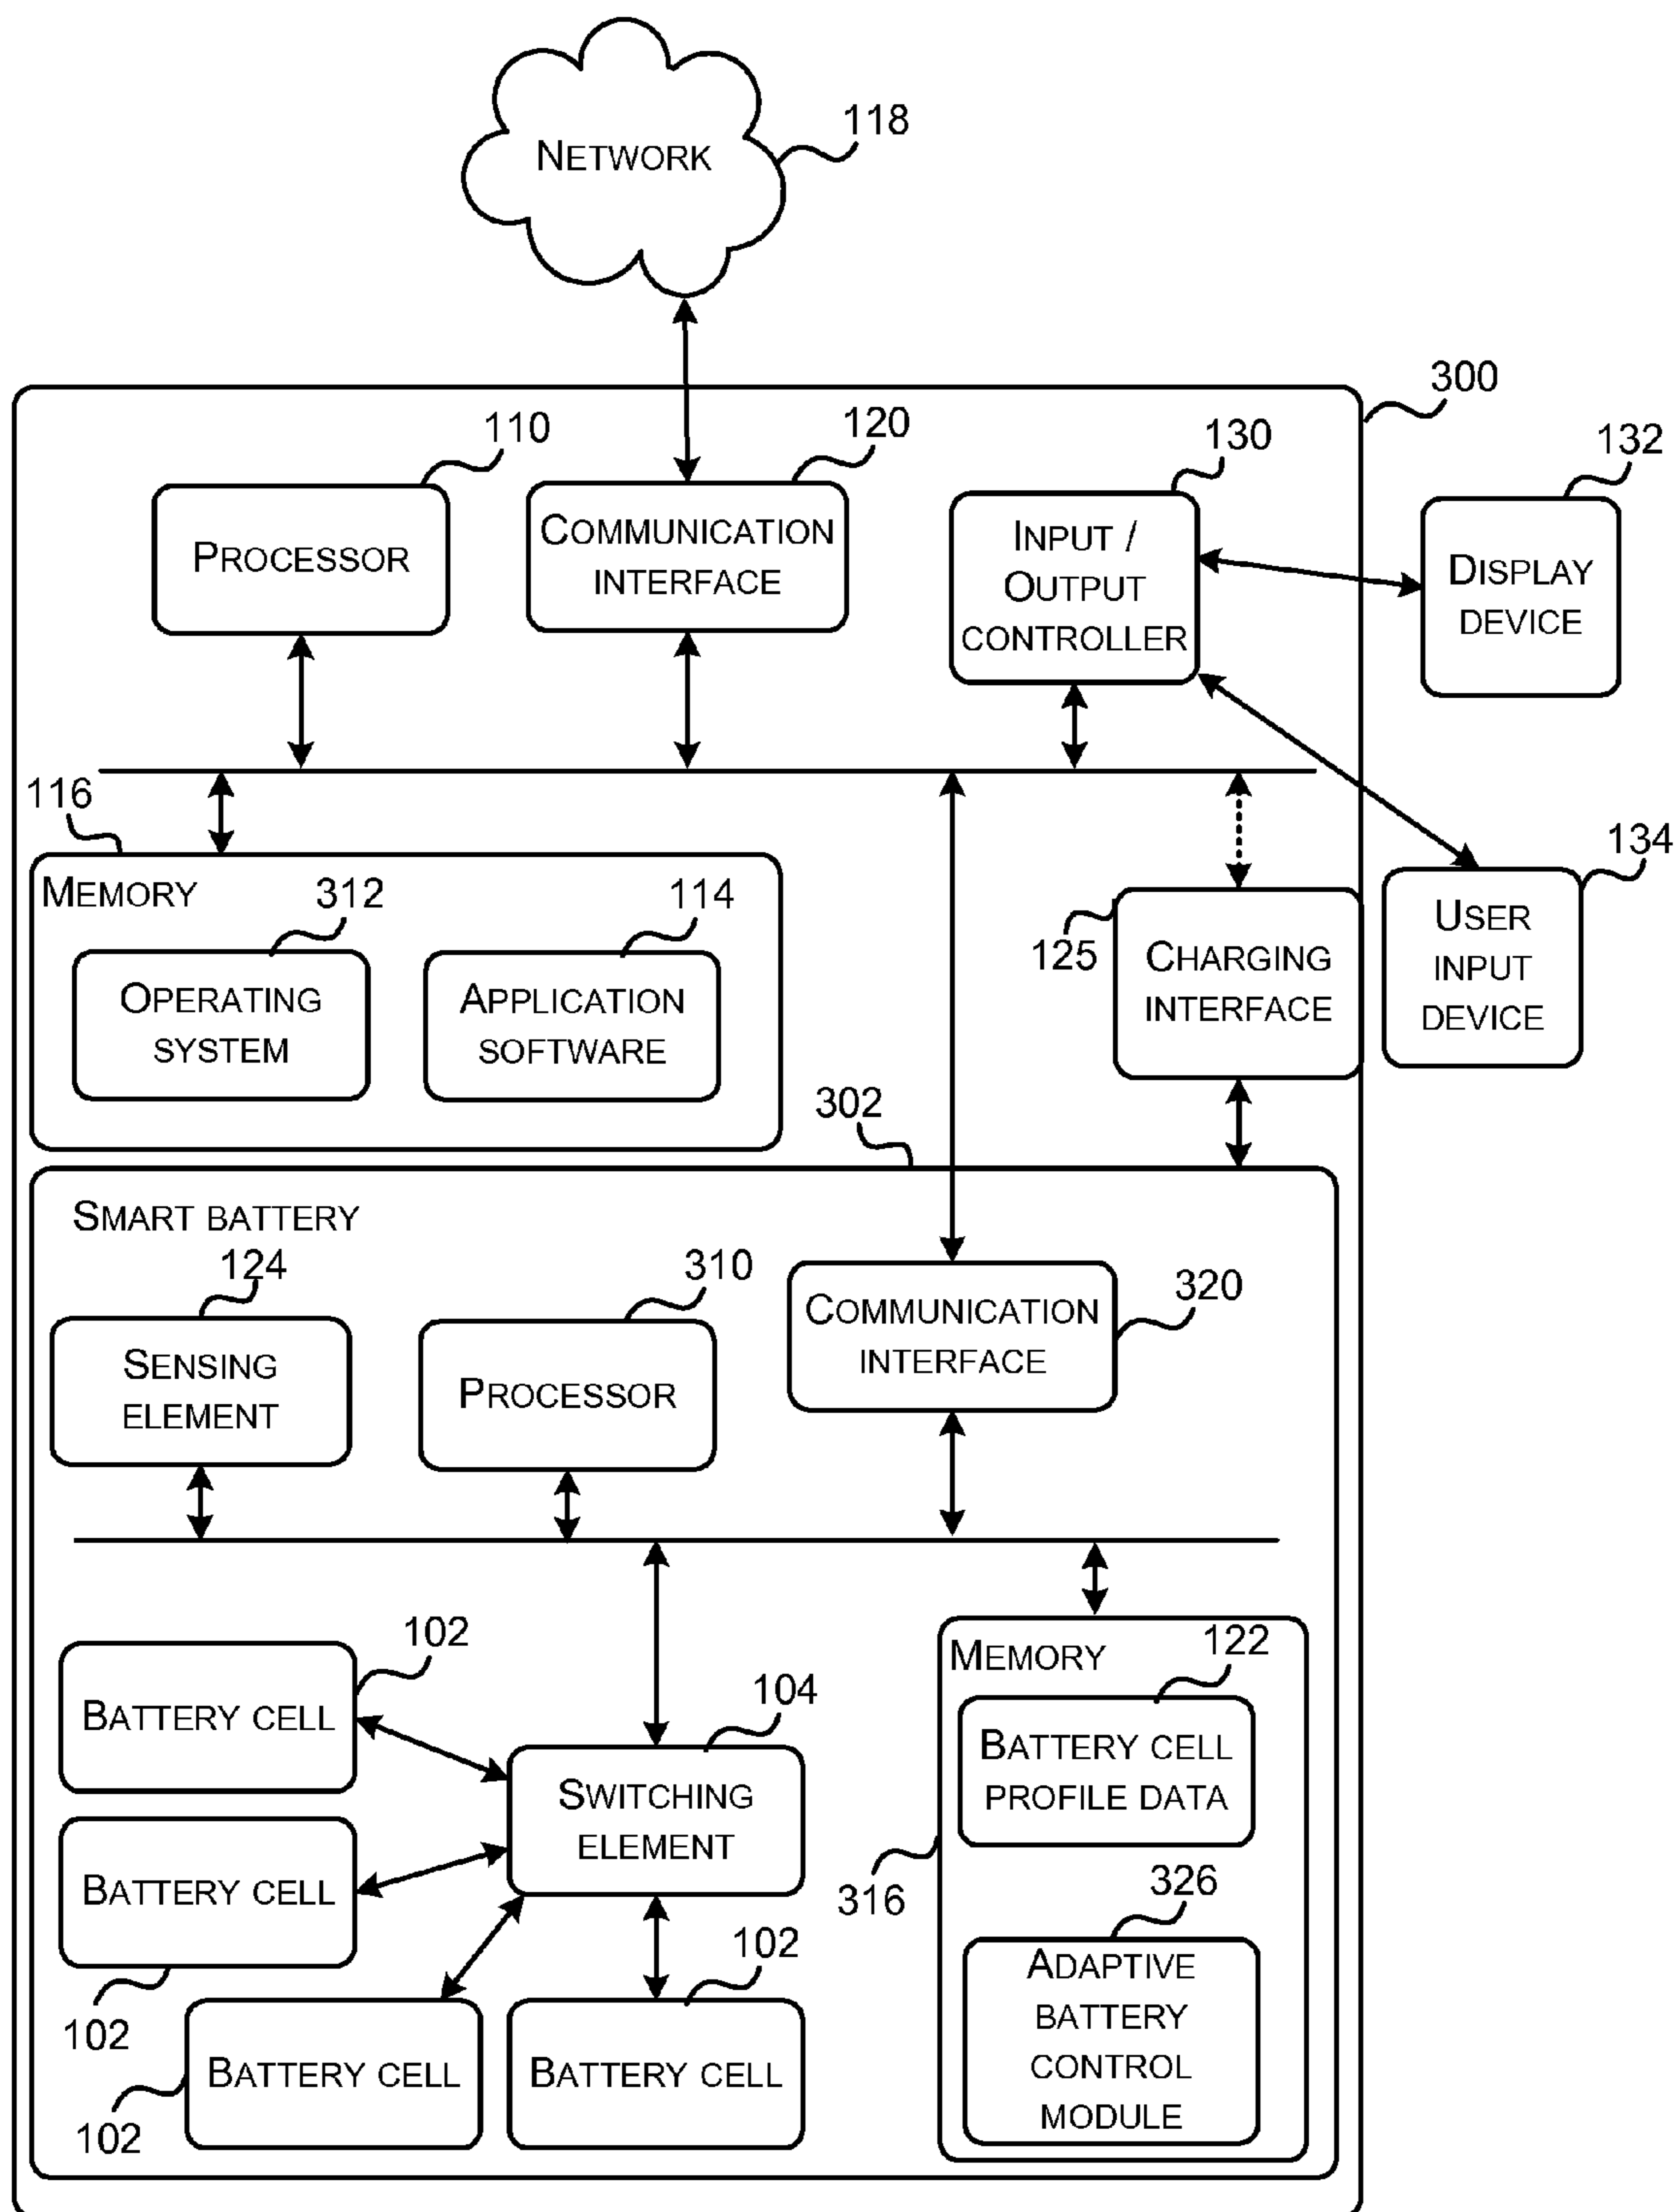 NETWORK
118
300
110
120
130
132
PROCESSOR
COMMUNICATION
INTERFACE
INPUT /
OUTPUT
CONTROLLER
DISPLAY
DEVICE
116
MEMORY
312
114
OPERATING
SYSTEM
APPLICATION
SOFTWARE
125
CHARGING
INTERFACE
134
USER
INPUT
DEVICE
302
SMART BATTERY
124
310
320
SENSING
ELEMENT
PROCESSOR
COMMUNICATION
INTERFACE
102
BATTERY CELL
104
SWITCHING
ELEMENT
BATTERY CELL
102
102
BATTERY CELL
102
BATTERY CELL
MEMORY
122
BATTERY CELL
PROFILE DATA
316
326
ADAPTIVE
BATTERY
CONTROL
MODULE